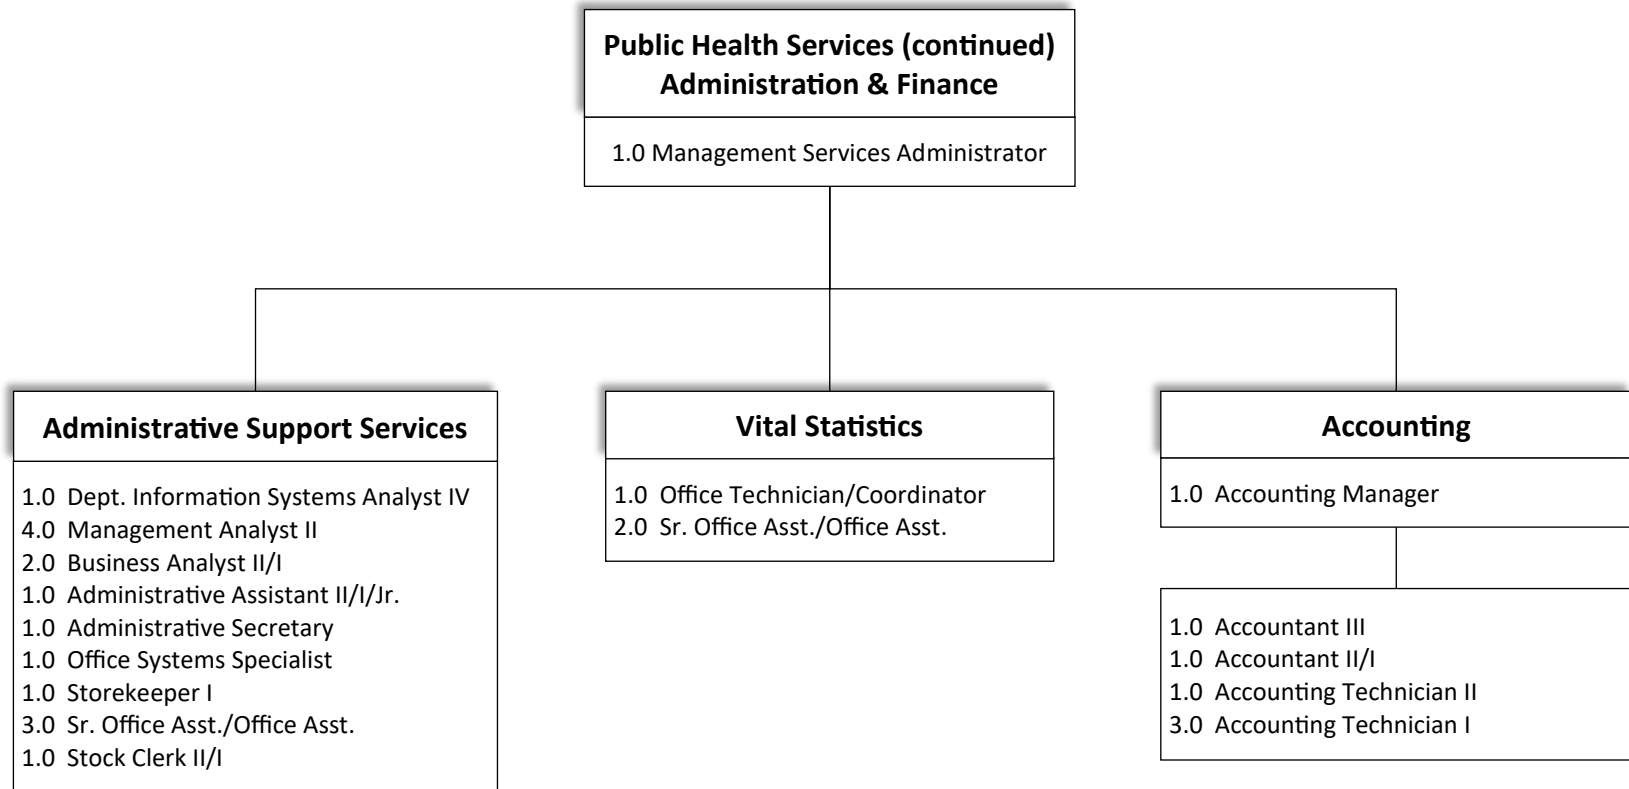 Public Health Services (continued)
Administration & Finance
1.0 Management Services Administrator
Administrative Support Services
1.0 Dept. Information Systems Analyst IV
4.0 Management Analyst II
2.0 Business Analyst II/I
1.0 Administrative Assistant II/I/Jr.
1.0 Administrative Secretary
1.0 Office Systems Specialist
1.0 Storekeeper I
3.0 Sr. Office Asst./Office Asst.
1.0 Stock Clerk II/I
Vital Statistics
1.0 Office Technician/Coordinator
2.0 Sr. Office Asst./Office Asst.
Accounting
1.0 Accounting Manager
1.0 Accountant III
1.0 Accountant II/I
1.0 Accounting Technician II
3.0 Accounting Technician I